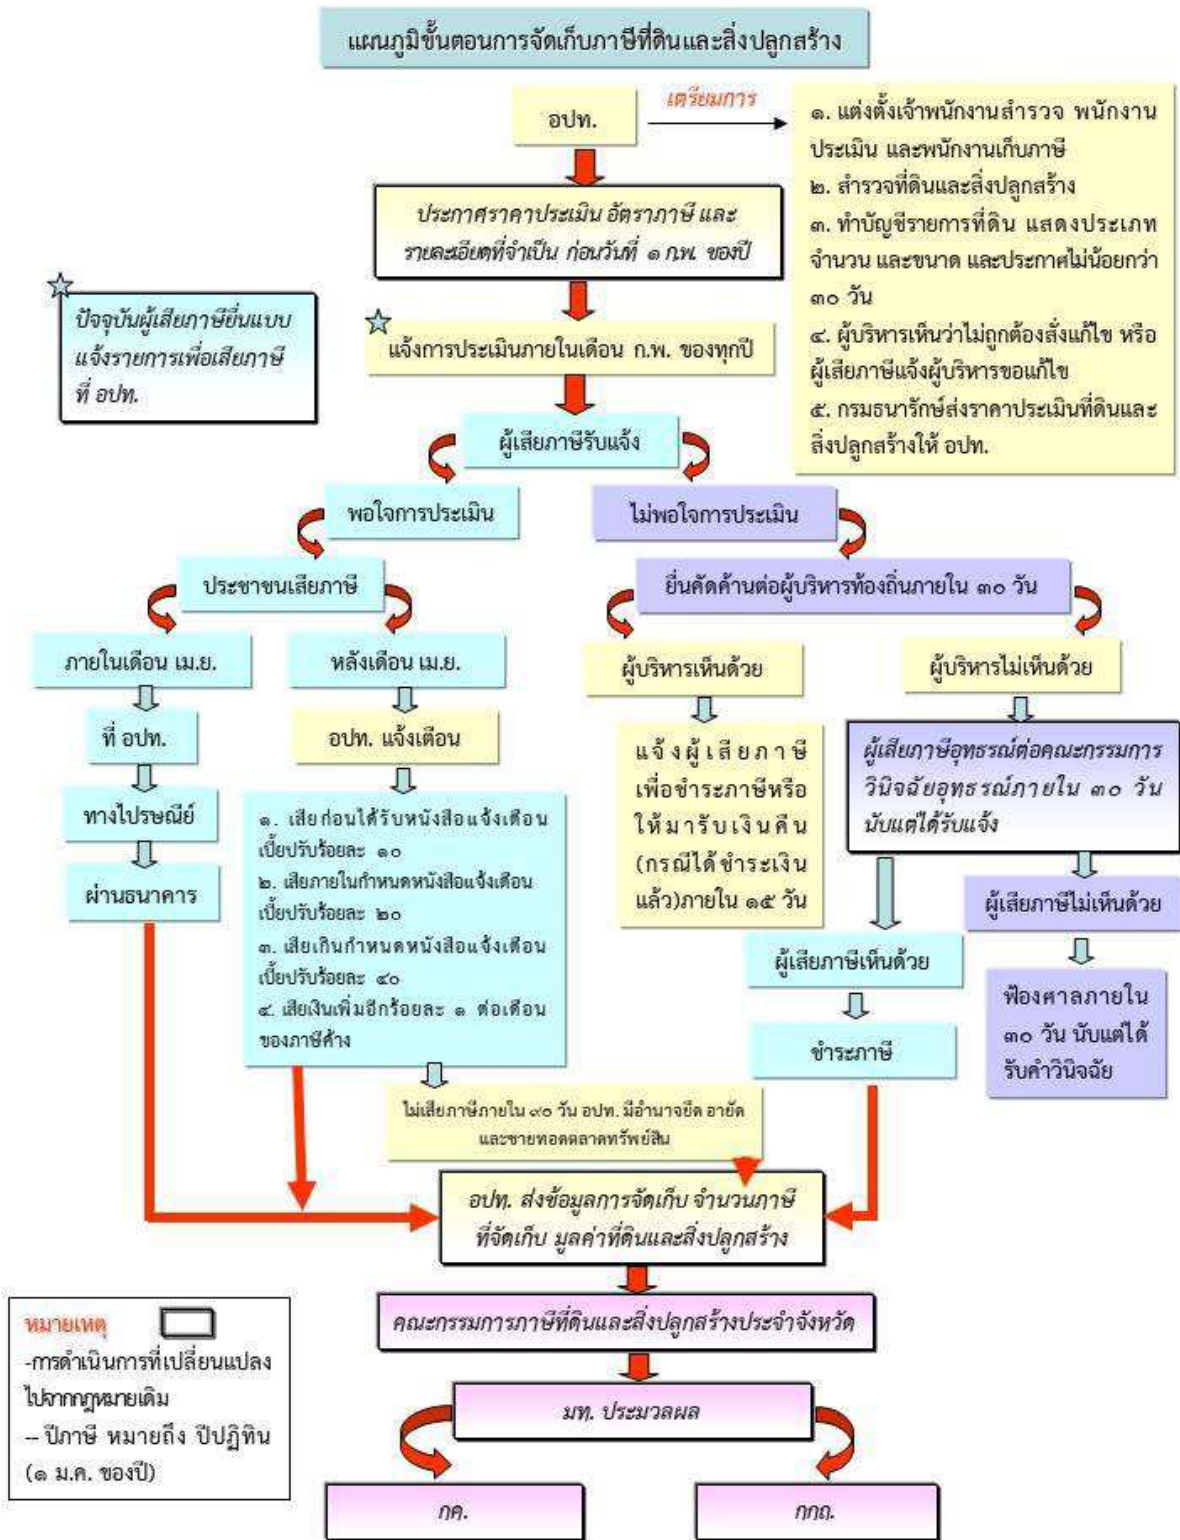 แผนภูมิขั้นตอนการจัดเก็บภาษีที่ดินและสิ่งปลูกสร้าง
อปท.
เตรียมการ
๑. แต่งตั้งเจ้าพนักงานสำรวจ พนักงาน
ประเมิน และพนักงานเก็บภาษี
๒. สำรวจที่ดินและสิ่งปลูกสร้าง
๓. ทำบัญชีรายการที่ดิน แสดงประเภท
จำนวน และขนาด และประกาศไม่น้อยกว่า
๓๐ วัน
๔. ผู้บริหารเห็นว่าไม่ถูกต้องสั่งแก้ไข หรือ
ผู้เสียภาษีแจ้งผู้บริหารขอแก้ไข
๕. กรมธนารักษ์ส่งราคาประเมินที่ดินและ
สิ่งปลูกสร้างให้ อปท.
ประกาศราคาประเมิน อัตราภาษี และ
รายละเอียดที่จำเป็น ก่อนวันที่ ๑ ก.พ. ของปี
ปัจจุบันผู้เสียภาษียื่นแบบ
แจ้งรายการเพื่อเสียภาษี
ที่ อปท.
แจ้งการประเมินภายในเดือน ก.พ. ของทุกปี
ผู้เสียภาษีรับแจ้ง
พอใจการประเมิน
ไม่พอใจการประเมิน
ประชาชนเสียภาษี
ยื่นคัดค้านต่อผู้บริหารท้องถิ่นภายใน ๓๐ วัน
ภายในเดือน เม.ย.
หลังเดือน เม.ย.
ผู้บริหารเห็นด้วย
ผู้บริหารไม่เห็นด้วย
ที่ อปท.
ทางไปรษณีย์
ผ่านธนาคาร
อปท. แจ้งเตือน
๑. เสียก่อนได้รับหนังสือแจ้งเตือน
เบี้ยปรับร้อยละ ๑๐
๒. เสียภายในกำหนดหนังสือแจ้งเตือน
เบี้ยปรับร้อยละ ๒๐
๓. เสียเกินกำหนดหนังสือแจ้งเตือน
เบี้ยปรับร้อยละ ๔๐
๔. เสียเงินเพิ่มอีกร้อยละ ๑ ต่อเดือน
ของภาษีค้าง
แจ้งผู้เสียภาษี
เพื่อชำระภาษีหรือ
ให้มารับเงินคืน
(กรณีได้ชำระเงิน
แล้ว)ภายใน ๑๕ วัน
ผู้เสียภาษีอุทธรณ์ต่อคณะกรรมการ
วินิจฉัยอุทธรณ์ภายใน ๓๐ วัน
นับแต่ได้รับแจ้ง
ผู้เสียภาษีไม่เห็นด้วย
ผู้เสียภาษีเห็นด้วย
ฟ้องศาลภายใน
๓๐ วัน นับแต่ได้
รับคำวินิจฉัย
ชำระภาษี
ไม่เสียภาษีภายใน ๙๐ วัน อปท. มีอำนาจยึด อายัด
และขายทอดตลาดทรัพย์สิน
อปท. ส่งข้อมูลการจัดเก็บ จำนวนภาษี
ที่จัดเก็บ มูลค่าที่ดินและสิ่งปลูกสร้าง
คณะกรรมการภาษีที่ดินและสิ่งปลูกสร้างประจำจังหวัด
มท. ประมวลผล
กค.
กกถ.
หมายเหตุ
-การดำเนินการที่เปลี่ยนแปลง
ไปจากกฎหมายเดิม
-- ปีภาษี หมายถึง ปีปฏิทิน
(๑ ม.ค. ของปี)